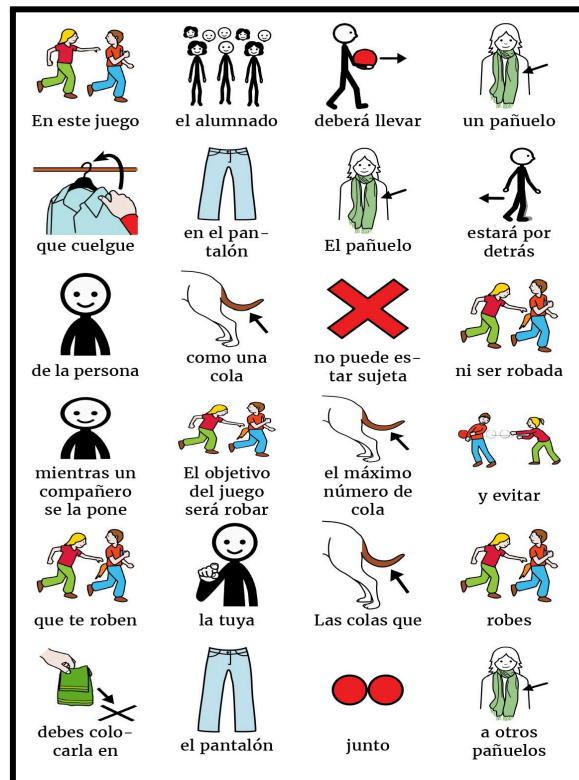 En este juego
el alumnado
deberá llevar
un pañuelo
que cuelgue
en el pan-
talón
El pañuelo
estará por
detrás
de la persona
como una
cola
no puede es-
tar sujeta
ni ser robada
mientras un
compañero
se la pone
El objetivo
del juego
será robar
el máximo
número de
cola
y evitar
que te roben
la tuya
Las colas que
robes
debes colo-
carla en
el pantalón
junto
a otros
pañuelos